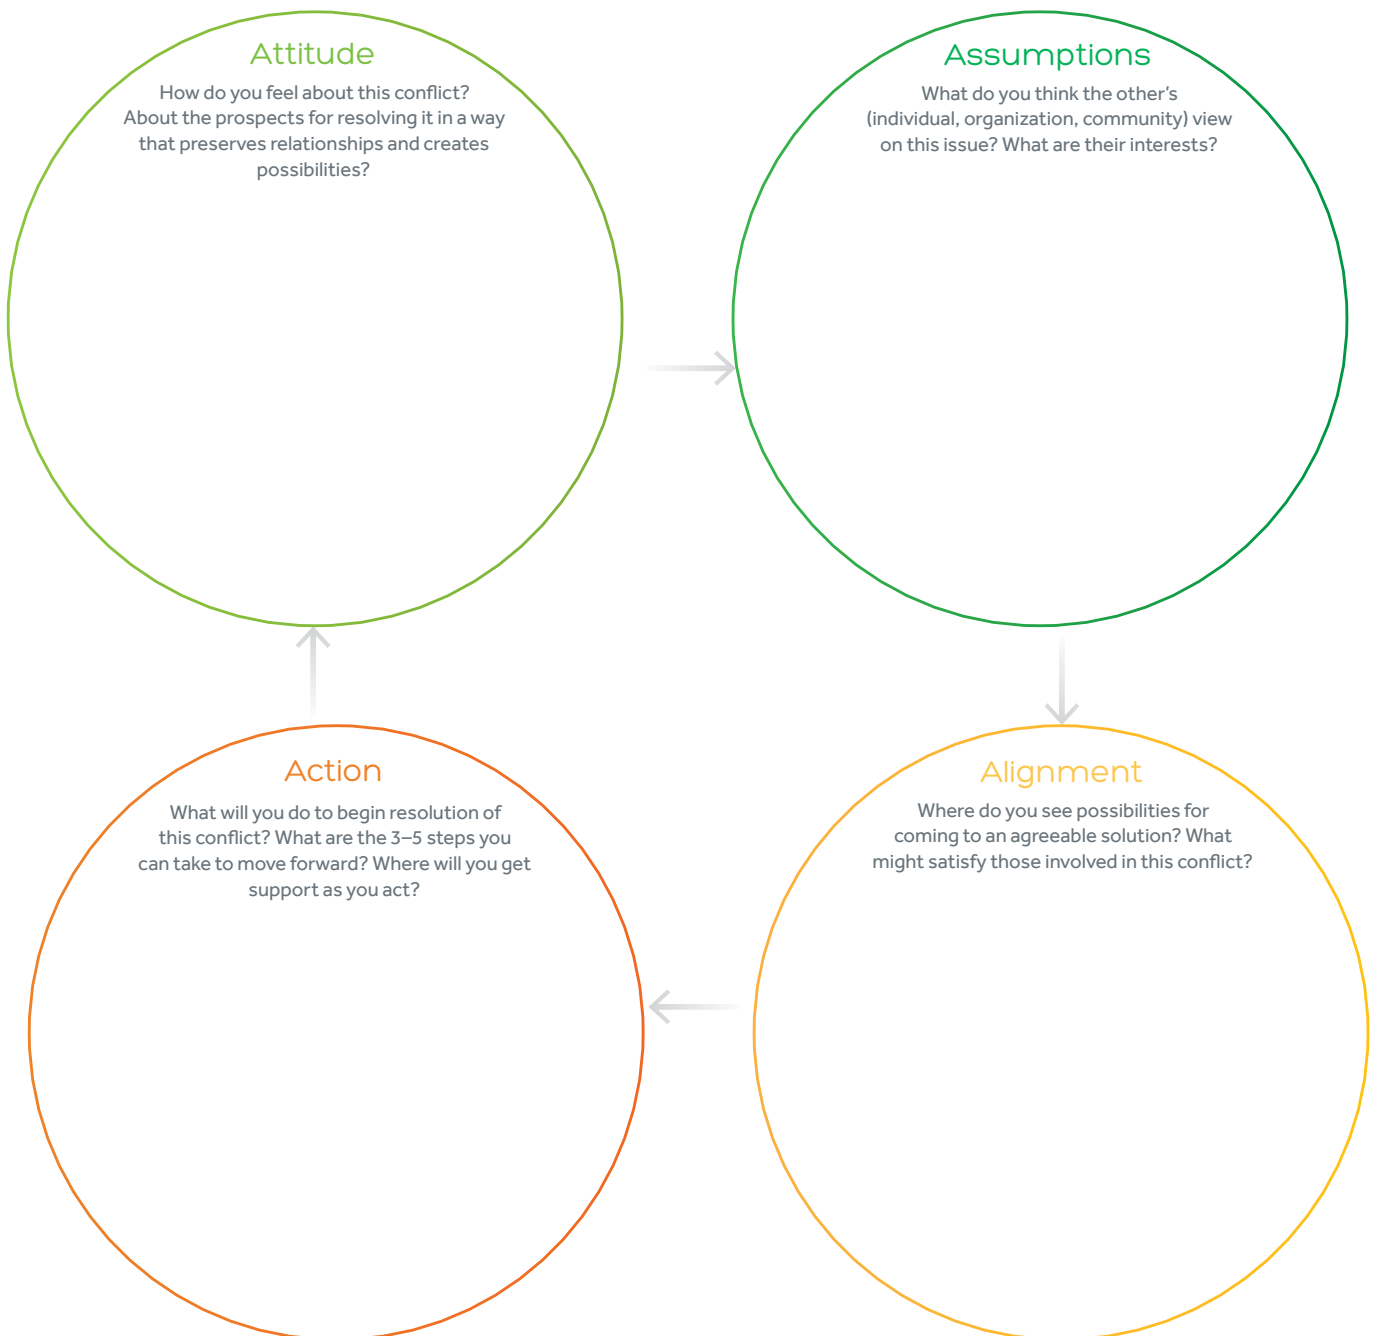 Attitude
How do you feel about this conflict?
About the prospects for resolving it in a way
that preserves relationships and creates
possibilities?
Assumptions
What do you think the other's
(individual, organization, community) view
on this issue? What are their interests?
Action
What will you do to begin resolution of
this conflict? What are the 3–5 steps you
can take to move forward? Where will you get
support as you act?
Alignment
Where do you see possibilities for
coming to an agreeable solution? What
might satisfy those involved in this conflict?